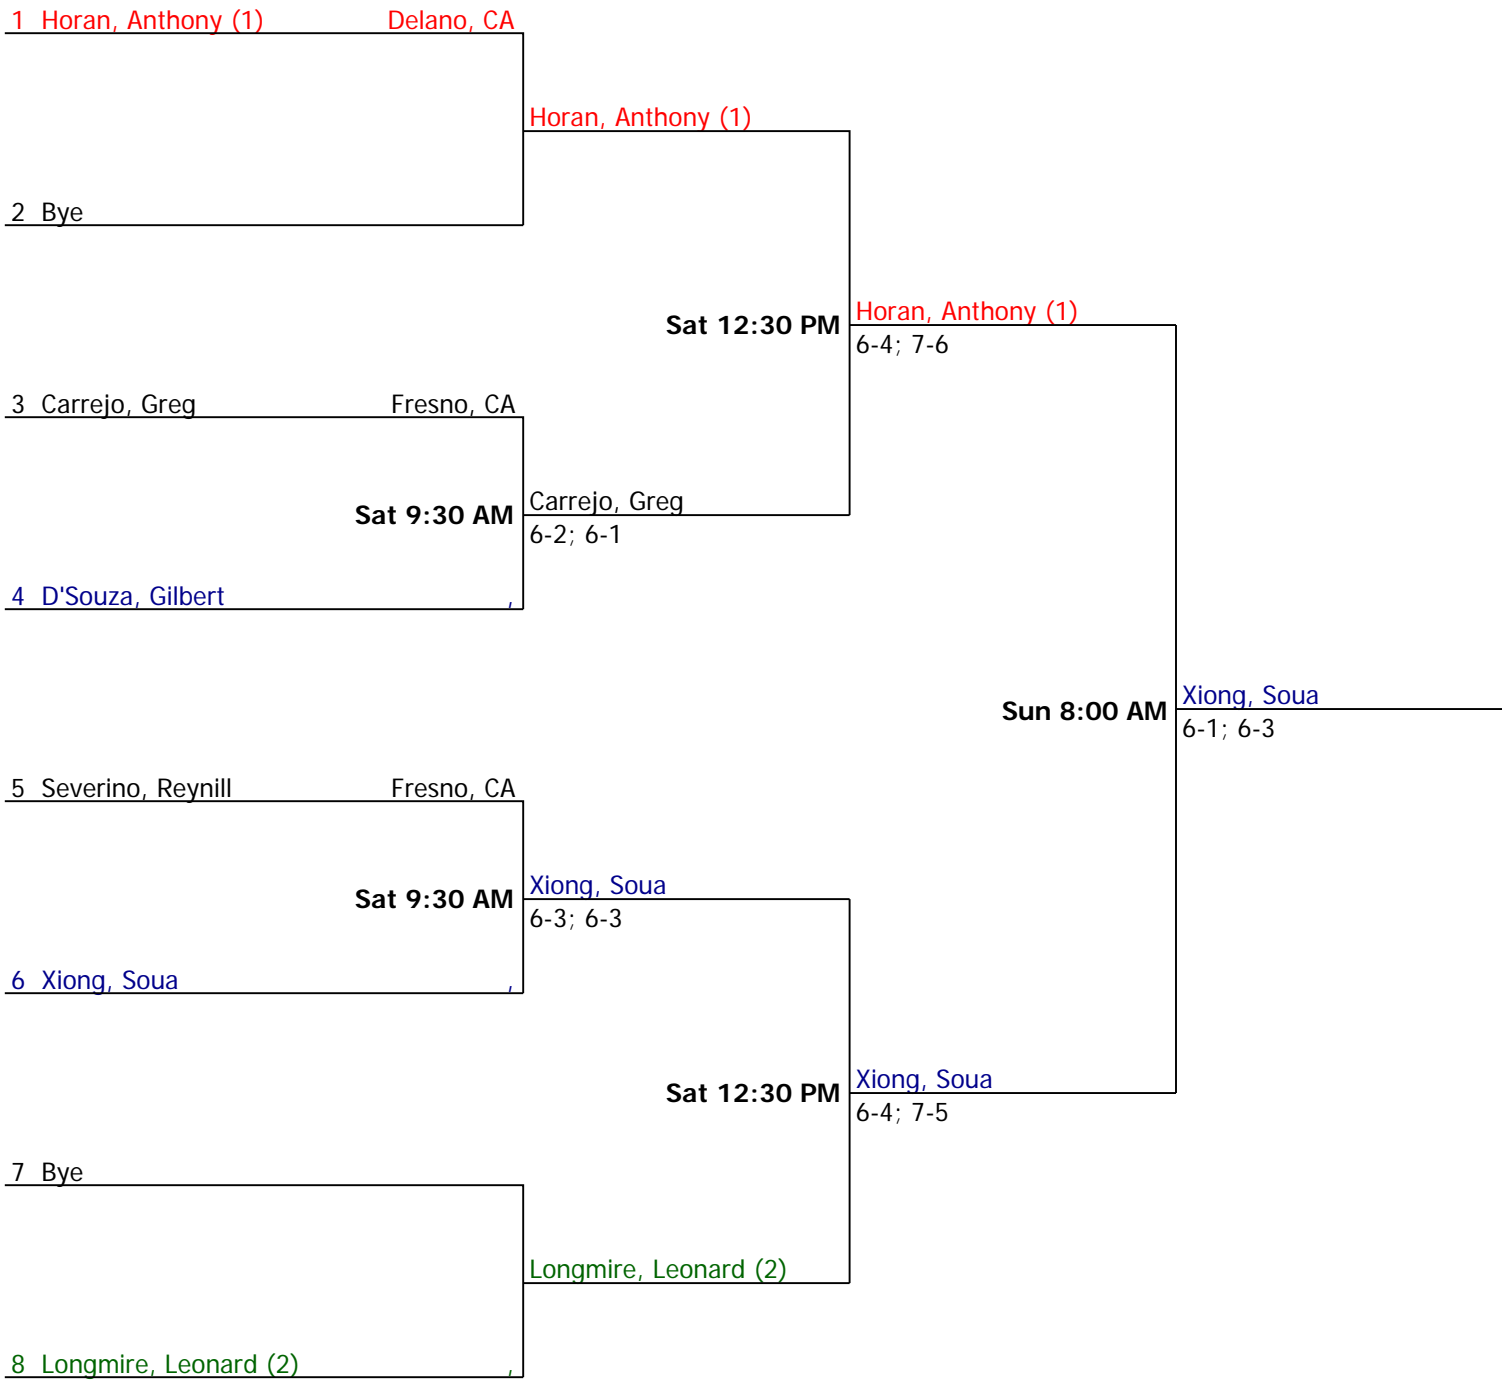 1 Horan, Anthony (1) Delano, CA
Horan, Anthony (1)
2 Bye
Sat 12:30 PM
Horan, Anthony (1)
6-4; 7-6
3 Carrejo, Greg Fresno, CA
Sat 9:30 AM
Carrejo, Greg
6-2; 6-1
4 D'Souza, Gilbert ,
Sun 8:00 AM
Xiong, Soua
6-1; 6-3
5 Severino, Reynill Fresno, CA
Sat 9:30 AM
Xiong, Soua
6-3; 6-3
6 Xiong, Soua ,
Sat 12:30 PM
Xiong, Soua
6-4; 7-5
7 Bye
Longmire, Leonard (2)
8 Longmire, Leonard (2) ,